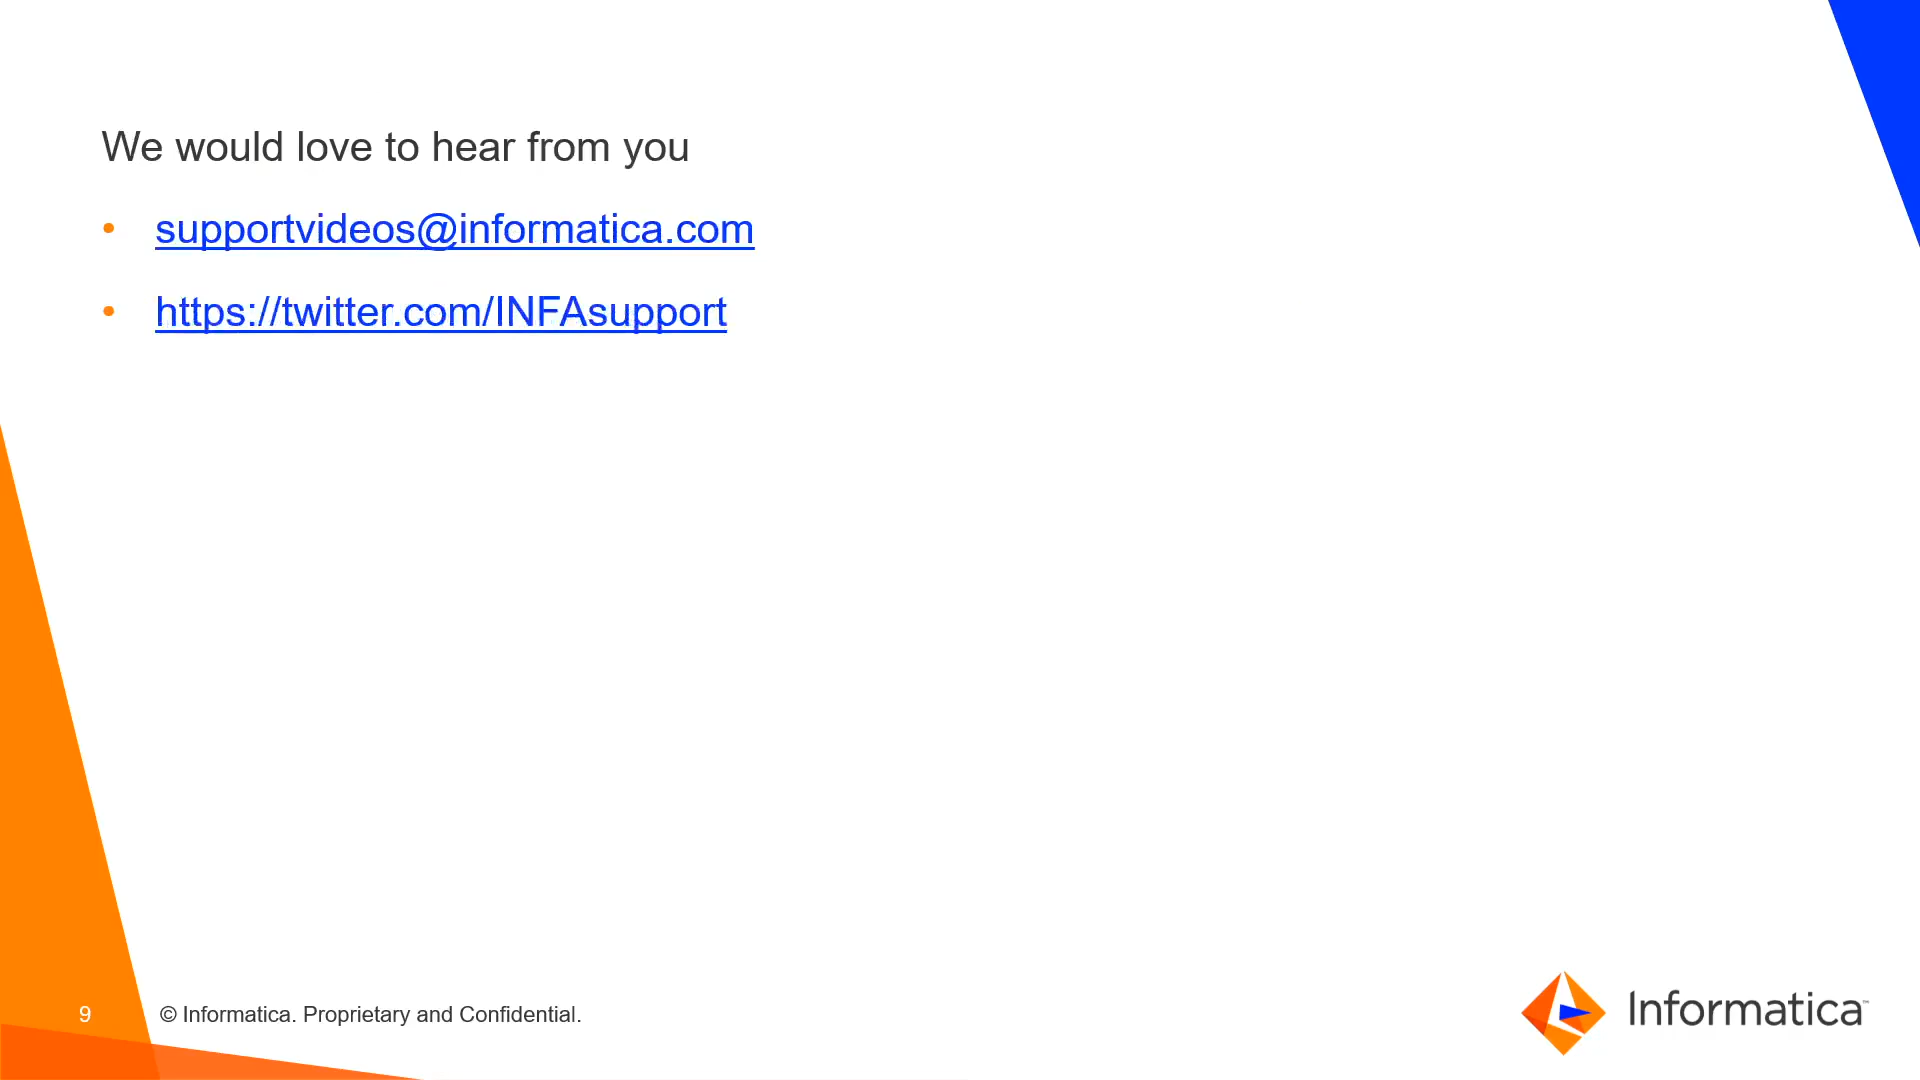 We would love to hear from you
• supportvideos@informatica.com
• https://twitter.com/INFAsupport
9 © Informatica. Proprietary and Confidential.
Informatica™